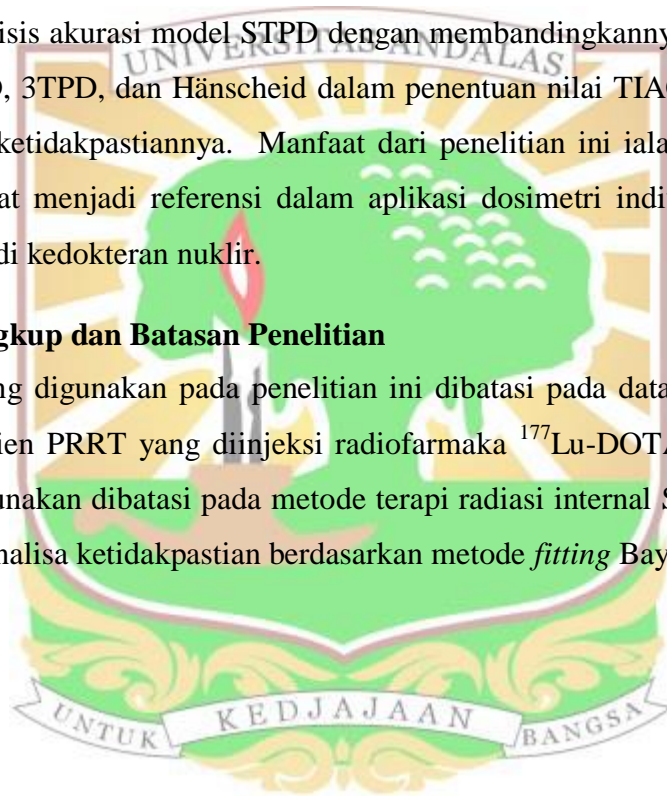 isis akurasi model STPD dengan membandingkannya
UNIVERSITAS ANDALAS
, 3TPD, dan Hänscheid dalam penentuan nilai TIA
ketidakpastiannya. Manfaat dari penelitian ini iala
at menjadi referensi dalam aplikasi dosimetri indi
di kedokteran nuklir.
gkup dan Batasan Penelitian
ng digunakan pada penelitian ini dibatasi pada data
ien PRRT yang diinjeksi radiofarmaka ¹⁷⁷Lu-DOTA
unakan dibatasi pada metode terapi radiasi internal S
nalisa ketidakpastian berdasarkan metode fitting Bay
UNTUK KEDJAJAAN BANGSA